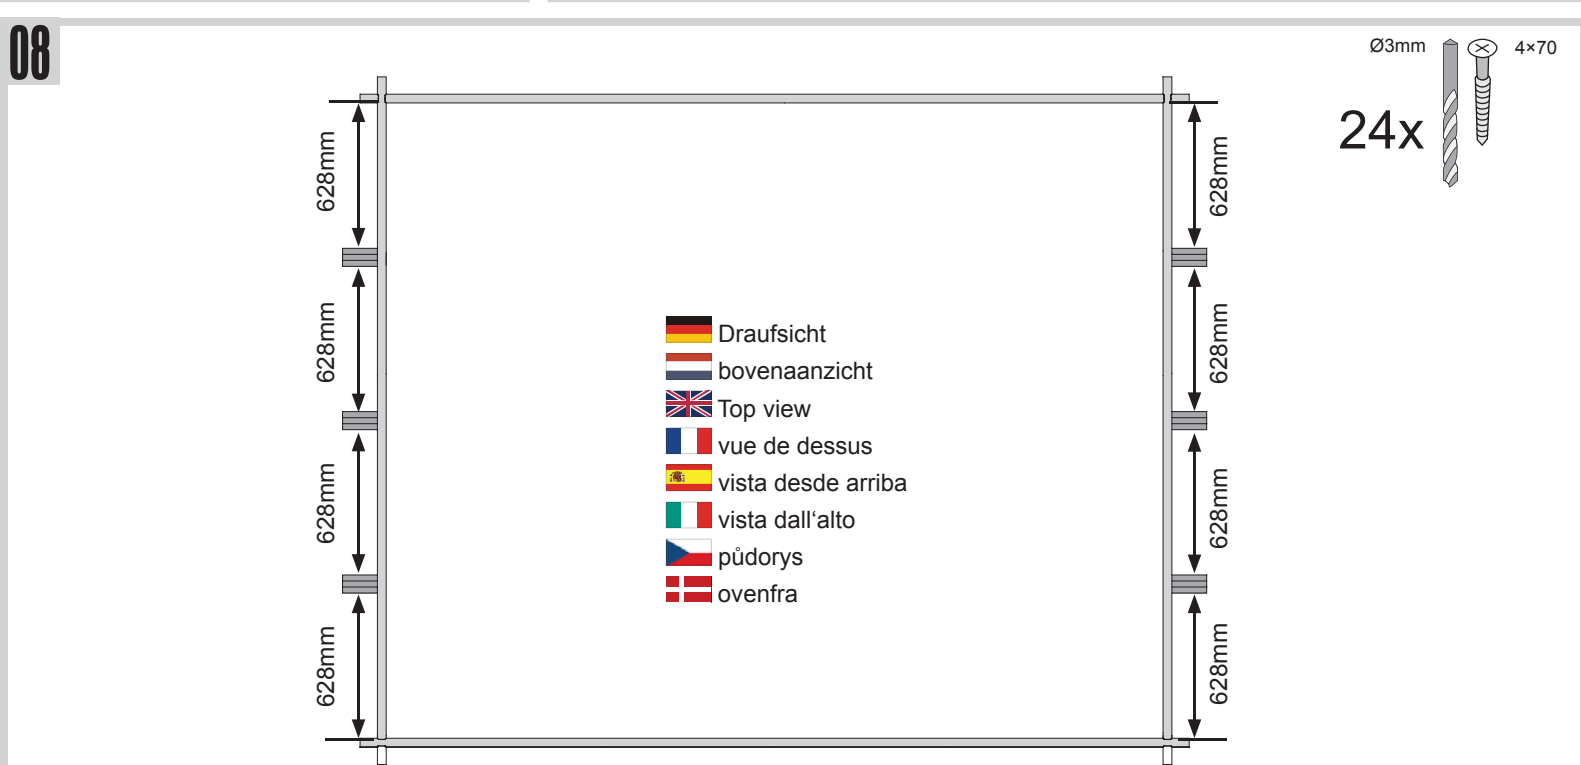 08
Ø3mm
4×70
24x
628mm
628mm
628mm
628mm
628mm
628mm
628mm
628mm
Draufsicht
bovenaanzicht
Top view
vue de dessus
vista desde arriba
vista dall‘alto
půdorys
ovenfra